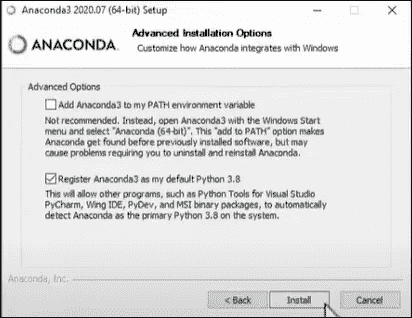 Anaconda3 2020.07 (64-bit) Setup
Advanced Installation Options
ANACONDA.
Customize how Anaconda integrates with Windows
Advanced Options
Add Anaconda3 to my PATH environment variable
Not recommended. Instead, open Anaconda3 with the Windows Start
menu and select "Anaconda (64-bit)". This "add to PATH" option makes
Anaconda get found before previously installed software, but may
cause problems requiring you to uninstall and reinstall Anaconda.
Register Anaconda3 as my default Python 3.8
This will allow other programs, such as Python Tools for Visual Studio
PyCharm, Wing IDE, PyDev, and MSI binary packages, to automatically
detect Anaconda as the primary Python 3.8 on the system.
Anaconda, Inc.
< Back
Install
Cancel